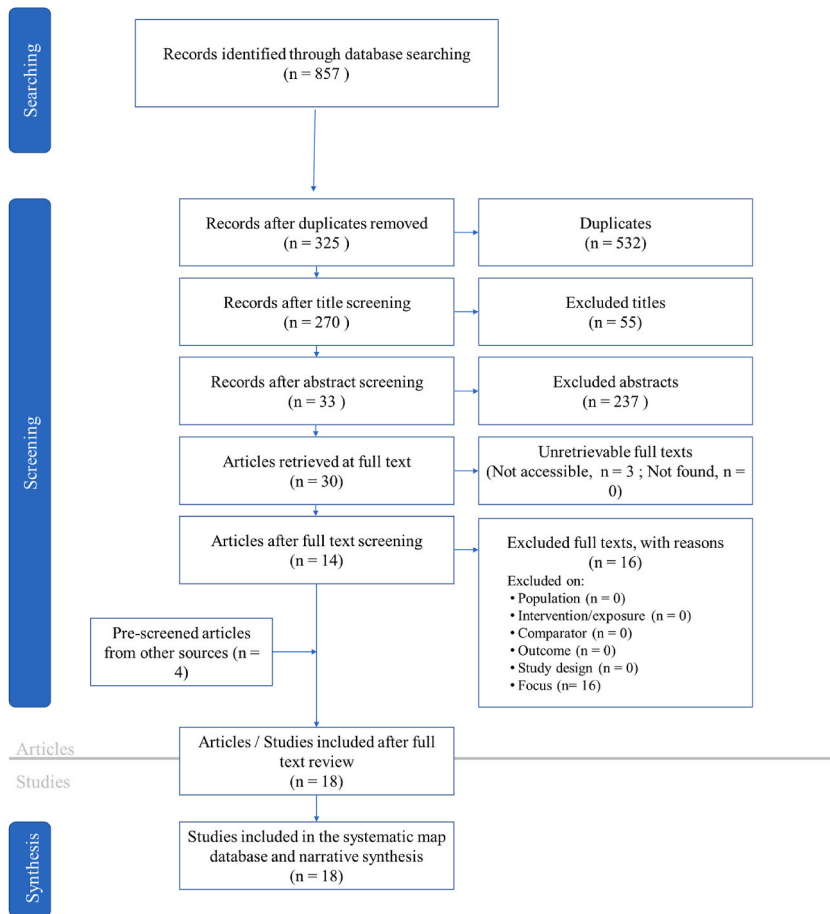 Searching
Records identified through database searching
(n = 857 )
Screening
Records after duplicates removed
(n = 325 )
Duplicates
(n = 532)
Records after title screening
(n = 270 )
Excluded titles
(n = 55)
Records after abstract screening
(n = 33 )
Excluded abstracts
(n = 237 )
Articles retrieved at full text
(n = 30)
Unretrievable full texts
(Not accessible, n = 3 ; Not found, n =
0)
Articles after full text screening
(n = 14)
Excluded full texts, with reasons
(n = 16)
Excluded on:
• Population (n = 0)
• Intervention/exposure (n = 0)
• Comparator (n = 0)
• Outcome (n = 0)
• Study design (n = 0)
• Focus (n= 16)
Pre-screened articles
from other sources (n =
4)
Articles
Studies
Articles / Studies included after full
text review
(n = 18)
Synthesis
Studies included in the systematic map
database and narrative synthesis
(n = 18)